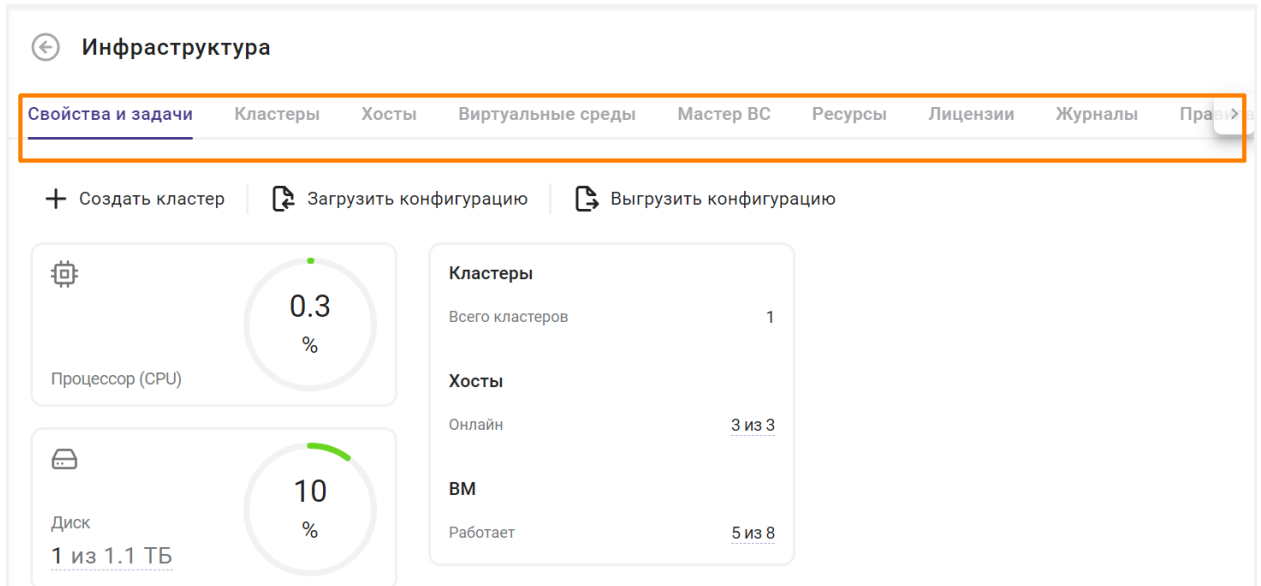 Инфраструктура
Свойства и задачи Кластеры Хосты Виртуальные среды Мастер ВС Ресурсы Лицензии Журналы
Создать кластер Загрузить конфигурацию Выгрузить конфигурацию
0.3
%
Процессор (CPU)
10
%
Диск
1 из 1.1 ТБ
Кластеры
Всего кластеров 1
Хосты
Онлайн 3 из 3
ВМ
Работает 5 из 8